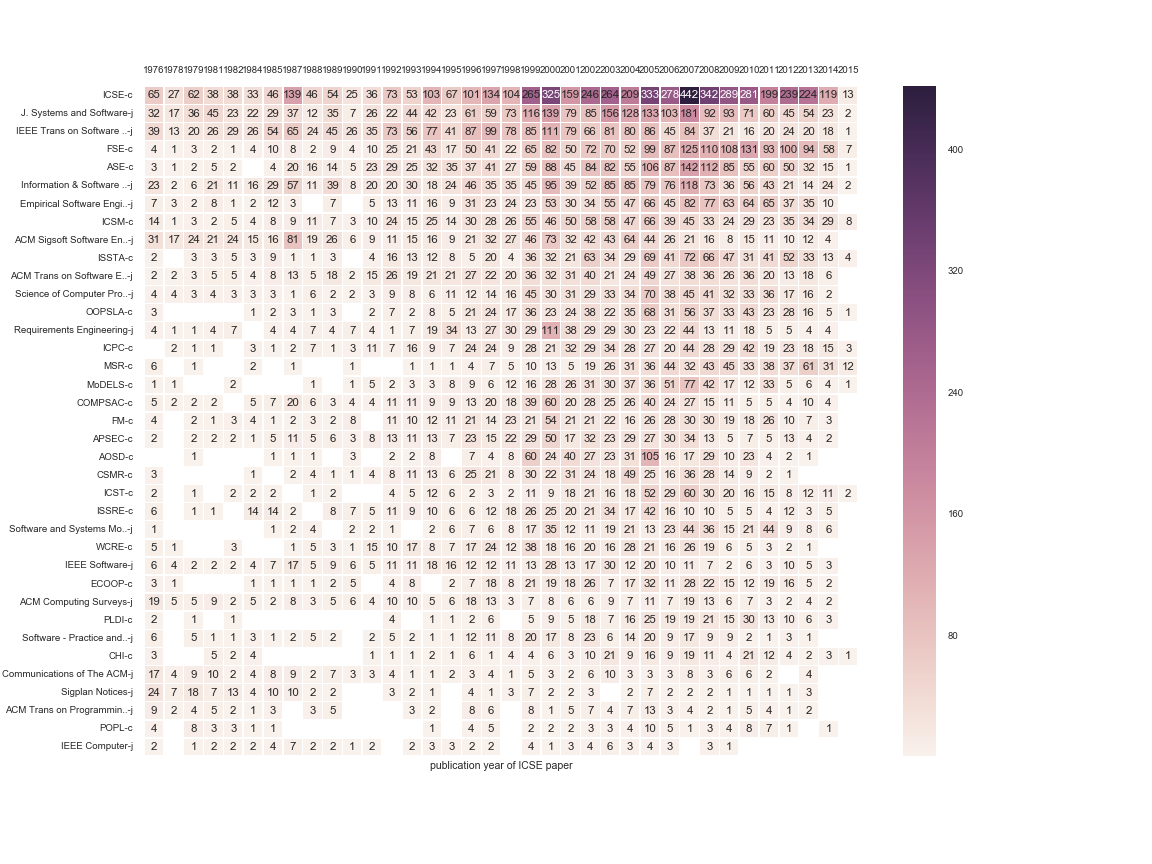 1976 1978 1979 1981 1982 1984 1985 1987 1988 1989 1990 1991 1992 1993 1994 1995 1996 1997 1998 1999 2000 2001 2002 2003 2004 2005 2006 2007 2008 2009 2010 2011 2012 2013 2014 2015
ICSE-c 65 27 62 38 38 33 46 139 46 54 25 36 73 53 103 67 101 134 104 265 325 159 246 264 209 333 278 442 342 289 281 199 239 224 119 13
J. Systems and Software-j 32 17 36 45 23 22 29 37 12 35 7 26 22 44 42 23 61 59 73 116 139 79 85 156 128 133 103 181 92 93 71 60 45 54 23 2
IEEE Trans on Software ..-j 39 13 20 26 29 26 54 65 24 45 26 35 73 56 77 41 87 99 78 85 111 79 66 81 80 86 45 84 37 21 16 20 24 20 18 1
FSE-c 4 1 3 2 1 4 10 8 2 9 4 10 25 21 43 17 50 41 22 65 82 50 72 70 52 99 87 125 110 108 131 93 100 94 58 7
ASE-c 3 1 2 5 2 4 20 16 14 5 23 29 25 32 35 37 41 27 59 88 45 84 82 55 106 87 142 112 85 55 60 50 32 15 1
Information & Software ..-j 23 2 6 21 11 16 29 57 11 39 8 20 20 30 18 24 46 35 35 45 95 39 52 85 85 79 76 118 73 36 56 43 21 14 24 2
Empirical Software Engi..-j 7 3 2 8 1 2 12 3 7 5 13 11 16 9 31 23 24 23 53 30 34 55 47 66 45 82 77 63 64 65 37 35 10
ICSM-c 14 1 3 2 5 4 8 9 11 7 3 10 24 15 25 14 30 28 26 55 46 50 58 58 47 66 39 45 33 24 29 23 35 34 29 8
ACM Sigsoft Software En..-j 31 17 24 21 24 15 16 81 19 26 6 9 11 15 16 9 21 32 27 46 73 32 42 43 64 44 26 21 16 8 15 11 10 12 4
ISSTA-c 2 3 3 5 3 9 1 1 3 4 16 13 12 8 5 20 4 36 32 21 63 34 29 69 41 72 66 47 31 41 52 33 13 4
ACM Trans on Software E..-j 2 2 3 5 5 4 8 13 5 18 2 15 26 19 21 21 27 22 20 36 32 31 40 21 24 49 27 38 36 26 36 20 13 18 6
Science of Computer Pro..-j 4 4 3 4 3 3 3 1 6 2 2 3 9 8 6 11 12 14 16 45 30 31 29 33 34 70 38 45 41 32 33 36 17 16 2
OOPSLA-c 3 1 2 3 1 3 2 7 2 8 5 21 24 17 36 23 24 38 22 35 68 31 56 37 33 43 23 28 16 5 1
Requirements Engineering-j 4 1 1 4 7 4 4 7 4 7 4 1 7 19 34 13 27 30 29 111 38 29 29 30 23 22 44 13 11 18 5 5 4 4
ICPC-c 2 1 1 3 1 2 7 1 3 11 7 16 9 7 24 24 9 28 21 32 29 34 28 27 20 44 28 29 42 19 23 18 15 3
MSR-c 6 1 2 1 1 1 1 1 4 7 5 10 13 5 19 26 31 36 44 32 43 45 33 38 37 61 31 12
MoDELS-c 1 1 2 1 1 5 2 3 3 8 9 6 12 16 28 26 31 30 37 36 51 77 42 17 12 33 5 6 4 1
COMPSAC-c 5 2 2 2 5 7 20 6 3 4 4 11 11 9 9 13 20 18 39 60 20 28 25 26 40 24 27 15 11 5 5 4 10 4
FM-c 4 2 1 3 4 1 2 3 2 8 11 10 12 11 21 14 23 21 54 21 21 22 16 26 28 30 30 19 18 26 10 7 3
APSEC-c 2 2 2 2 1 5 11 5 6 3 8 13 11 13 7 23 15 22 29 50 17 32 23 29 27 30 34 13 5 7 5 13 4 2
AOSD-c 1 1 1 1 3 2 2 8 7 4 9 60 24 40 27 23 31 105 16 17 29 10 23 4 2 1
CSMR-c 3 1 2 4 1 1 4 8 11 13 6 25 21 8 30 22 31 24 18 49 25 16 36 28 14 9 2 1
ICST-c 2 1 2 2 2 1 2 4 5 12 6 2 3 2 11 9 18 21 16 18 52 29 60 30 20 16 15 8 12 11 2
ISSRE-c 6 1 1 14 14 2 8 7 5 11 9 10 6 12 18 26 25 20 21 34 17 42 16 10 10 5 5 4 12 3 5
Software and Systems Mo..-j 1 1 2 4 2 2 1 2 6 7 6 8 17 35 12 11 19 21 13 23 44 36 15 21 44 9 8 6
WCRE-c 5 1 3 1 5 3 1 15 10 17 8 7 17 24 12 38 18 16 20 16 28 21 16 26 19 6 5 3 2 1
IEEE Software-j 6 4 2 2 2 4 7 17 5 9 6 5 11 11 18 16 12 12 11 13 28 13 17 30 12 20 10 11 7 2 6 3 10 5 3
ECOOP-c 3 1 1 1 1 1 2 5 4 8 2 7 18 8 21 19 18 26 7 17 32 11 28 22 15 12 19 16 5 2
ACM Computing Surveys-j 19 5 5 9 2 5 2 8 3 5 6 4 10 10 5 6 18 13 3 7 8 6 6 9 7 11 7 19 13 6 7 3 2 4 2
PLDI-c 2 1 1 4 1 1 2 6 5 9 5 18 7 16 25 19 19 21 15 30 13 10 6 3
Software - Practice and..-j 6 5 1 1 3 1 2 5 2 2 5 2 1 1 12 11 8 20 17 8 23 6 14 20 9 17 9 9 2 1 3 1
CHI-c 3 5 2 4 1 1 1 2 1 6 1 4 4 6 3 10 21 9 16 9 19 11 4 21 12 4 2 3 1
Communications of The ACM-j 17 4 9 10 2 4 8 9 2 7 3 3 4 1 1 2 3 4 1 5 3 2 6 10 3 3 3 8 3 6 6 2 4
Sigplan Notices-j 24 7 18 7 13 4 10 10 2 2 3 2 1 4 1 3 7 2 2 3 2 7 2 2 2 1 1 1 1 3
ACM Trans on Programmin..-j 9 2 4 5 2 1 3 3 5 3 2 8 6 8 1 5 7 4 7 13 3 4 2 1 2 5 4 1 2
POPL-c 4 8 3 3 1 1 1 4 5 2 2 2 3 3 4 10 5 1 3 4 8 7 1 1
IEEE Computer-j 2 1 2 2 2 4 7 2 2 1 2 2 3 3 2 2 4 1 3 4 6 3 4 3 3 1
publication year of ICSE paper
400
320
240
160
80